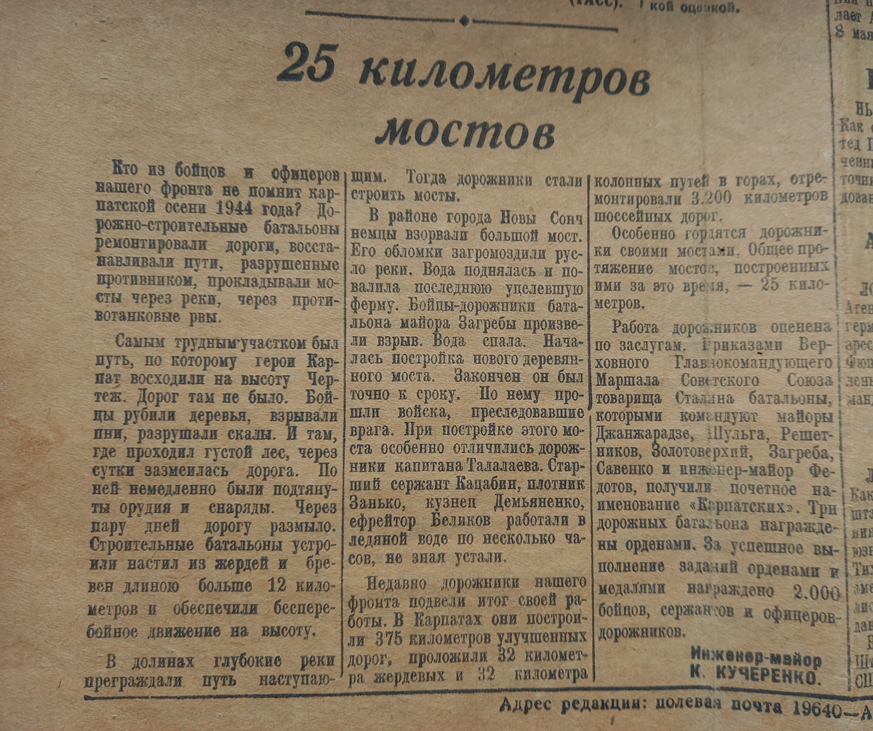 (ТАСС).
кой оценкой.
25 километров
мостов
Кто из бойцов и офицеров
нашего фронта не помнит кар-
патской осени 1944 года? До-
рожно-строительные батальоны
ремонтировали дороги, восста-
навливали пути, разрушенные
противником, прокладывали мо-
сты через реки, через проти-
вотанковые рвы.
Самым трудным участком был
путь, по которому герои Кар-
пат восходили на высоту Чер-
теж. Дорог там не было. Бой-
цы рубили деревья, взрывали
пни, разрушали скалы. И там,
где проходил густой лес, через
сутки зазмеилась дорога. По
ней немедленно были подтяну-
ты орудия и снаряды. Через
пару дней дорогу размыло.
Строительные батальоны устро-
или настил из жердей и бре-
вен длиною больше 12 кило-
метров и обеспечили беспере-
бойное движение на высоту.
В долинах глубокие реки
преграждали путь наступаю-
щим. Тогда дорожники стали
строить мосты.
В районе города Новы Сонч
немцы взорвали большой мост.
Его обломки загромоздили рус-
ло реки. Вода поднялась и по-
валила последнюю уцелевшую
ферму. Бойцы-дорожники бата-
льона майора Загребы произве-
ли взрыв. Вода спала. Нача-
лась постройка нового деревян-
ного моста. Закончен он был
точно к сроку. По нему про-
шли войска, преследовавшие
врага. При постройке этого мо-
ста особенно отличились дорож-
ники капитана Талалаева. Стар-
ший сержант Кацабин, плотник
Занько, кузнец Демьяненко,
ефрейтор Беликов работали в
ледяной воде по несколько ча-
сов, не зная устали.
Недавно дорожники нашего
фронта подвели итог своей ра-
боты. В Карпатах они построи-
ли 375 километров улучшенных
дорог, проложили 32 километ-
ра жердевых и 32 километра
колонных путей в горах, отре-
монтировали 3.200 километров
шоссейных дорог.
Особенно гордятся дорожни-
ки своими мостами. Общее про-
тяжение мостов, построенных
ими за это время, — 25 кило-
метров.
Работа дорожников оценена
по заслугам. Приказами Вер-
ховного Главнокомандующего
Маршала Советского Союза
товарища Сталина батальоны,
которыми командуют майоры
Джанжарадзе, Шульга, Решет-
ников, Золотоверхий, Загреба,
Савенко и инженер-майор Фе-
дотов, получили почетное на-
именование «Карпатских». Три
дорожных батальона награжде-
ны орденами. За успешное вы-
полнение заданий орденами и
медалями награждено 2.000
бойцов, сержантов и офицеров-
дорожников.
Инженер-майор
К. КУЧЕРЕНКО.
Адрес редакции: полевая почта 19640—А
лает
8 мая
Как